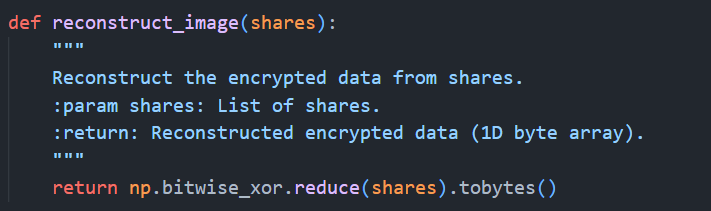 def reconstruct_image(shares):
    """
    Reconstruct the encrypted data from shares.
    :param shares: List of shares.
    :return: Reconstructed encrypted data (1D byte array).
    """
    return np.bitwise_xor.reduce(shares).tobytes()